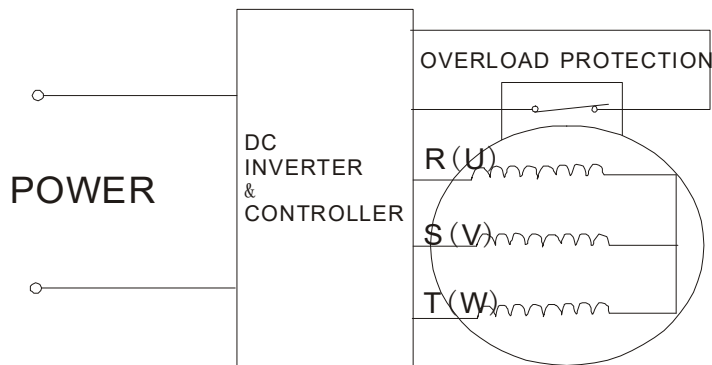 OVERLOAD PROTECTION
DC
INVERTER
&
CONTROLLER
R(U)
POWER
S(V)
T(W)